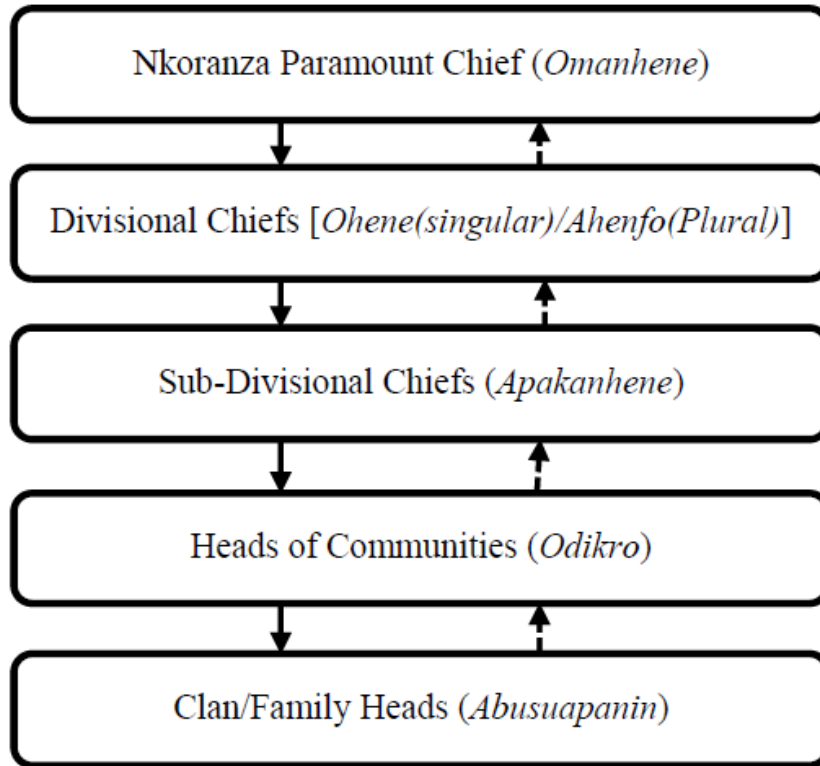 Nkoranza Paramount Chief (Omanhene)
Divisional Chiefs [Ohene(singular)/Ahenfo(Plural)]
Sub-Divisional Chiefs (Apakanhene)
Heads of Communities (Odikro)
Clan/Family Heads (Abusuapanin)